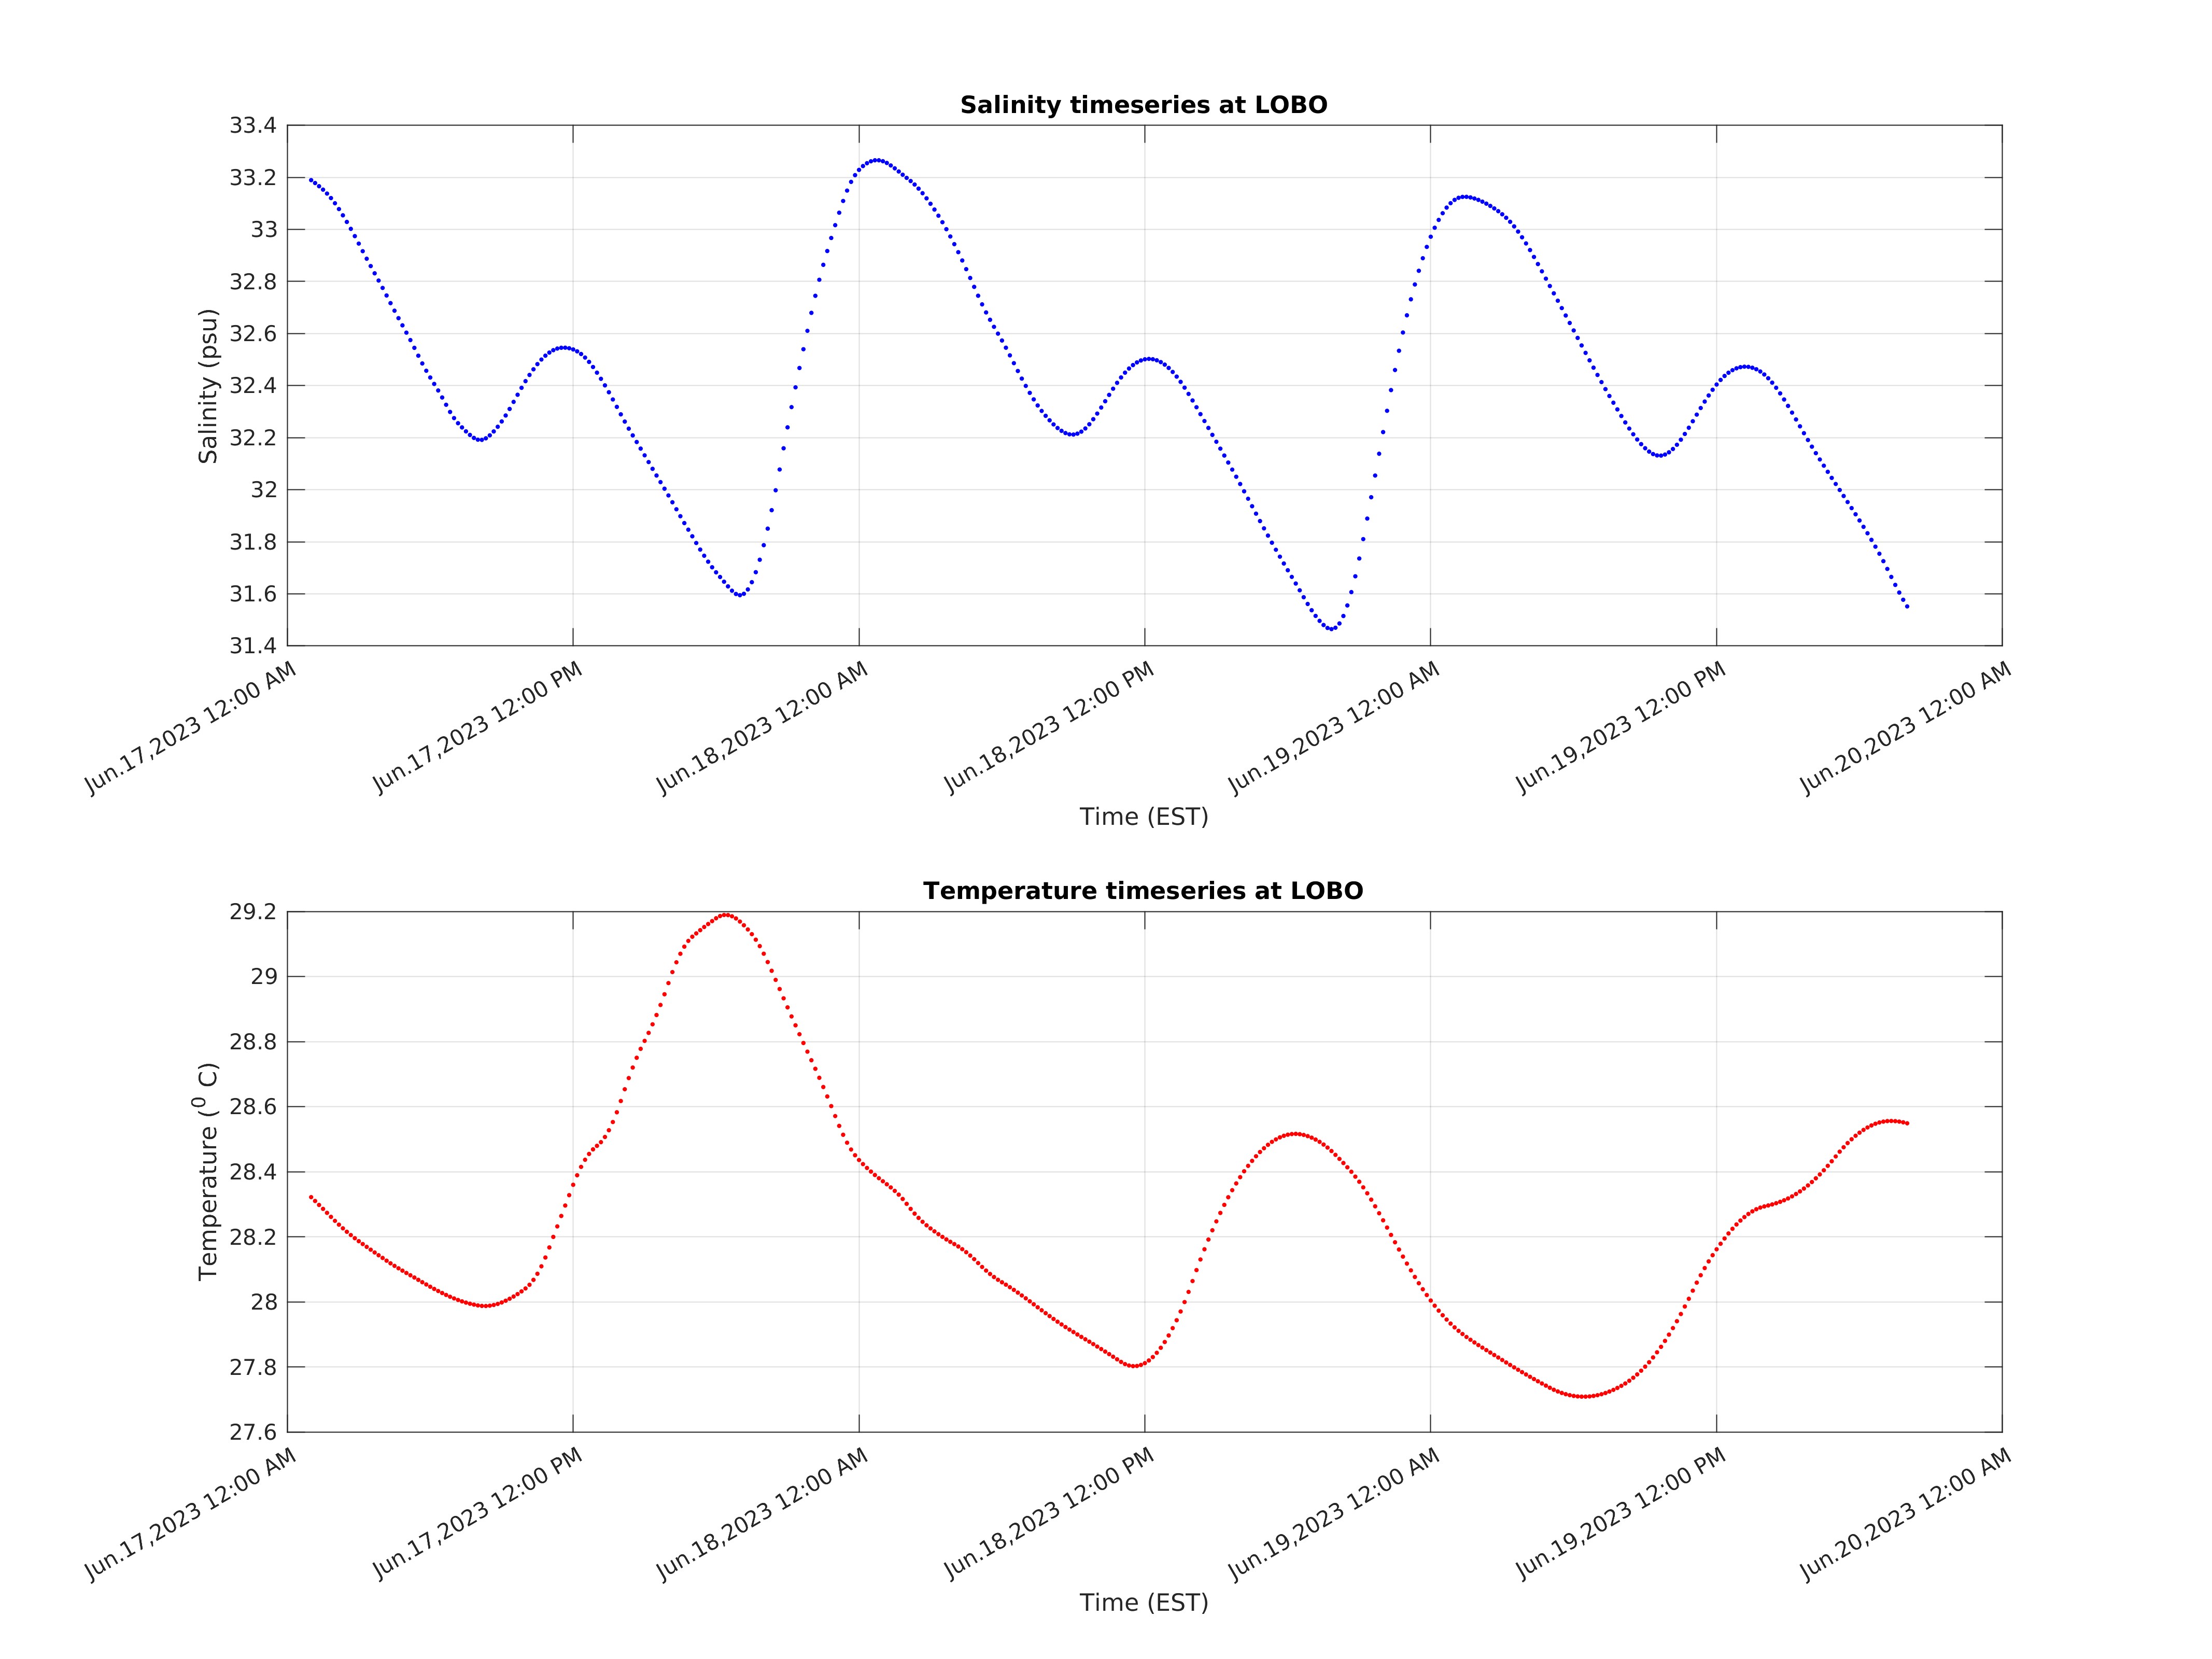 Salinity timeseries at LOBO
33.4
33.2
33
32.8
32.6
32.4
32.2
32
31.8
31.6
31.4
Salinity (psu)
Jun.17,2023 12:00 AM
Jun.17,2023 12:00 PM
Jun.18,2023 12:00 AM
Jun.18,2023 12:00 PM
Jun.19,2023 12:00 AM
Jun.19,2023 12:00 PM
Jun.20,2023 12:00 AM
Time (EST)
Temperature timeseries at LOBO
29.2
29
28.8
28.6
28.4
28.2
28
27.8
27.6
Temperature (⁰ C)
Jun.17,2023 12:00 AM
Jun.17,2023 12:00 PM
Jun.18,2023 12:00 AM
Jun.18,2023 12:00 PM
Jun.19,2023 12:00 AM
Jun.19,2023 12:00 PM
Jun.20,2023 12:00 AM
Time (EST)